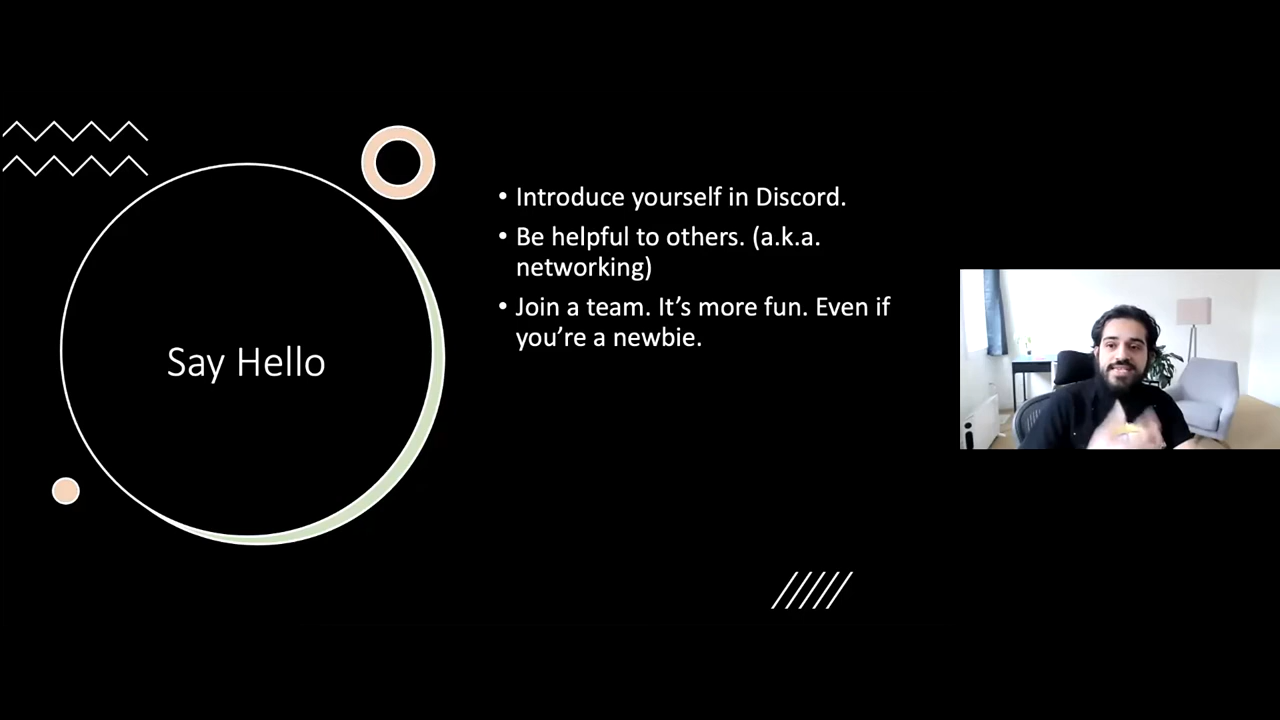 Say Hello
• Introduce yourself in Discord.
• Be helpful to others. (a.k.a.
networking)
• Join a team. It’s more fun. Even if
you’re a newbie.